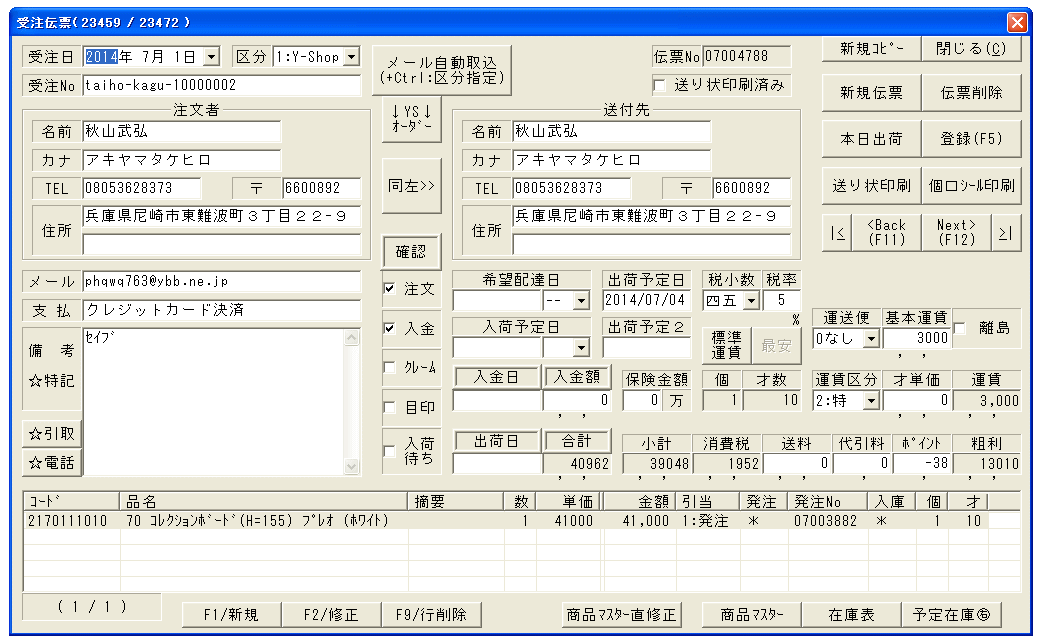 受注伝票( 23459 / 23472 )
受注日 2014年 7月 1日 区分 1:Y-Shop
受注No taiho-kagu-10000002
メール自動取込
(+Ctrl:区分指定)
伝票No 07004788
送り状印刷済み
新規ｺﾋﾟｰ 閉じる(C)
新規伝票 伝票削除
本日出荷 登録(F5)
送り状印刷 個口ｼｰﾙ印刷
|< <Back
(F11) Next>
(F12) >|
注文者
名前 秋山武弘
カナ アキヤマタケヒロ
TEL 08053628373 〒 6600892
住所 兵庫県尼崎市東難波町３丁目２２－９
↓YS↓
ｵｰﾀﾞｰ
同左>>
送付先
名前 秋山武弘
カナ アキヤマタケヒロ
TEL 08053628373 〒 6600892
住所 兵庫県尼崎市東難波町３丁目２２－９
メール phqwq763@ybb.ne.jp
支 払 クレジットカード決済
備 考 ｾｲﾌﾞ
☆特記
☆引取
☆電話
確認
注文
入金
ｸﾚｰﾑ
目印
入荷
待ち
希望配達日 出荷予定日 税小数 税率
-- 2014/07/04 四五 5
%
入荷予定日 出荷予定２ 標準
運賃 最安
運送便 基本運賃 離島
0なし 3000
入金日 入金額 保険金額 個 才数 運賃区分 才単価 運賃
0 0 万 1 10 2:特 0 3,000
出荷日 合計 小計 消費税 送料 代引料 ﾎﾟｲﾝﾄ 粗利
40962 39048 1952 0 0 -38 13010
ｺｰﾄﾞ 品名 摘要 数 単価 金額 引当 発注 発注No 入庫 個 才
2170111010 70 ｺﾚｸｼｮﾝﾎﾞｰﾄﾞ(H=155) ﾌﾟﾚｵ (ﾎﾜｲﾄ) 1 41000 41,000 1:発注 * 07003882 * 1 10
( 1 / 1 )
F1/新規 F2/修正 F9/行削除 商品ﾏｽﾀｰ直修正 商品ﾏｽﾀｰ 在庫表